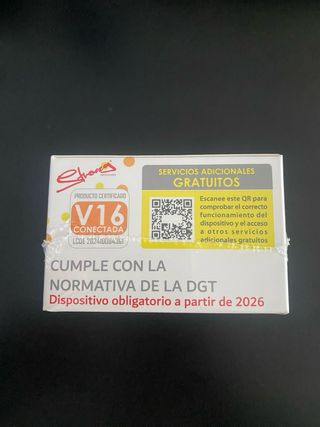 PRODUCTO CERTIFICADO
V16
CONECTADA
SERVICIOS ADICIONALES
GRATUITOS
Escanee este QR para
comprobar el correcto
funcionamiento del
dispositivo y el acceso
a otros servicios
adicionales gratuitos
CUMPLE CON LA
NORMATIVA DE LA DGT
Dispositivo obligatorio a partir de 2026